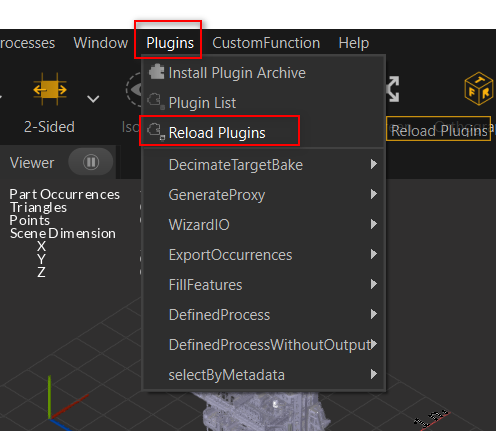 rocesses Window Plugins CustomFunction Help
Install Plugin Archive
Plugin List
Reload Plugins
2-Sided
Reload Plugins
Viewer
DecimateTargetBake
GenerateProxy
WizardIO
ExportOccurrences
FillFeatures
DefinedProcess
DefinedProcessWithoutOutput
selectByMetadata
Part Occurrences
Triangles
Points
Scene Dimension
X
Y
Z
T
F R